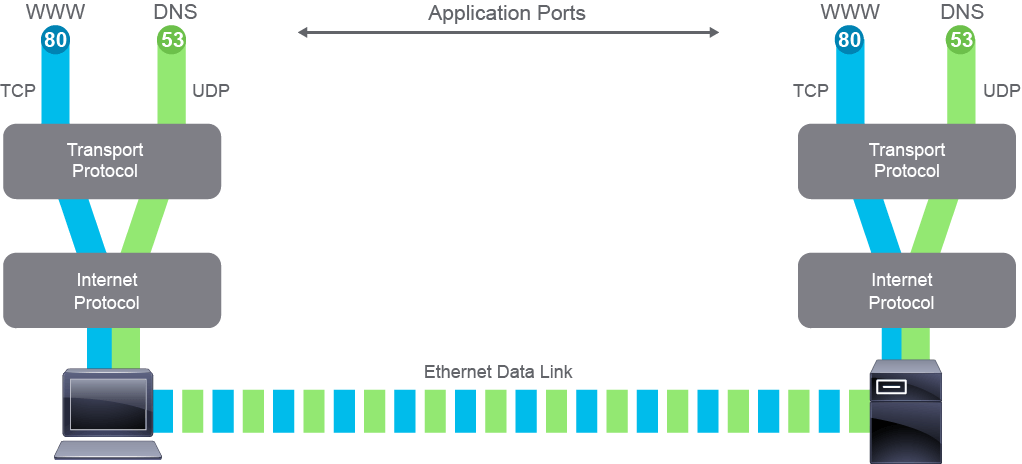 WWW
DNS
Application Ports
WWW
DNS
80
53
80
53
TCP
UDP
TCP
UDP
Transport
Protocol
Transport
Protocol
Internet
Protocol
Internet
Protocol
Ethernet Data Link